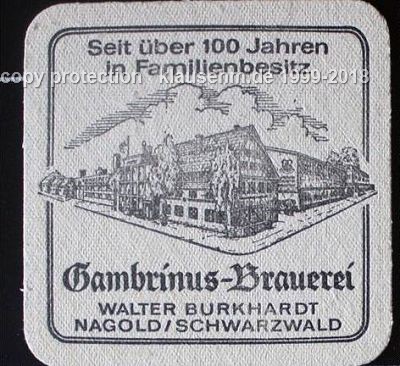 Seit über 100 Jahren
in Familienbesitz
copy protection klausenm.de 1999-2018
Gambrinus-Brauerei
WALTER BURKHARDT
NAGOLD/SCHWARZWALD